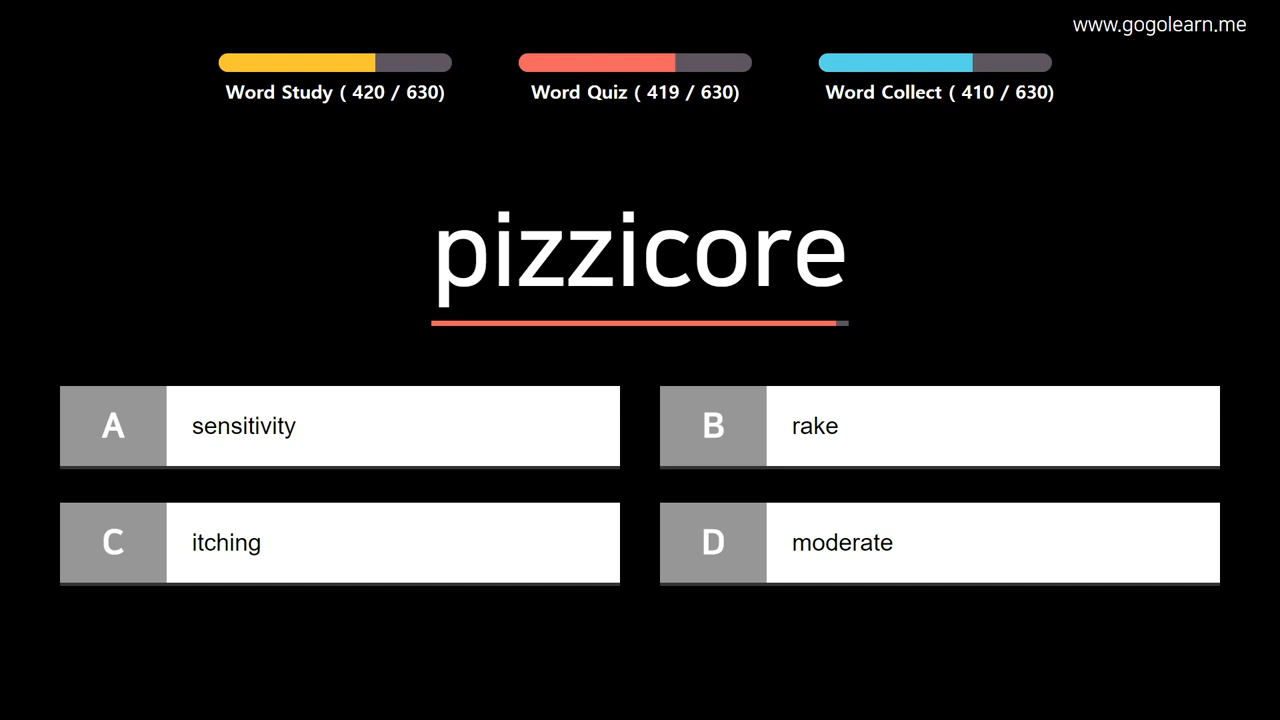 www.gogolearn.me
Word Study ( 420 / 630)
Word Quiz ( 419 / 630)
Word Collect ( 410 / 630)
pizzicore
A sensitivity
B rake
C itching
D moderate